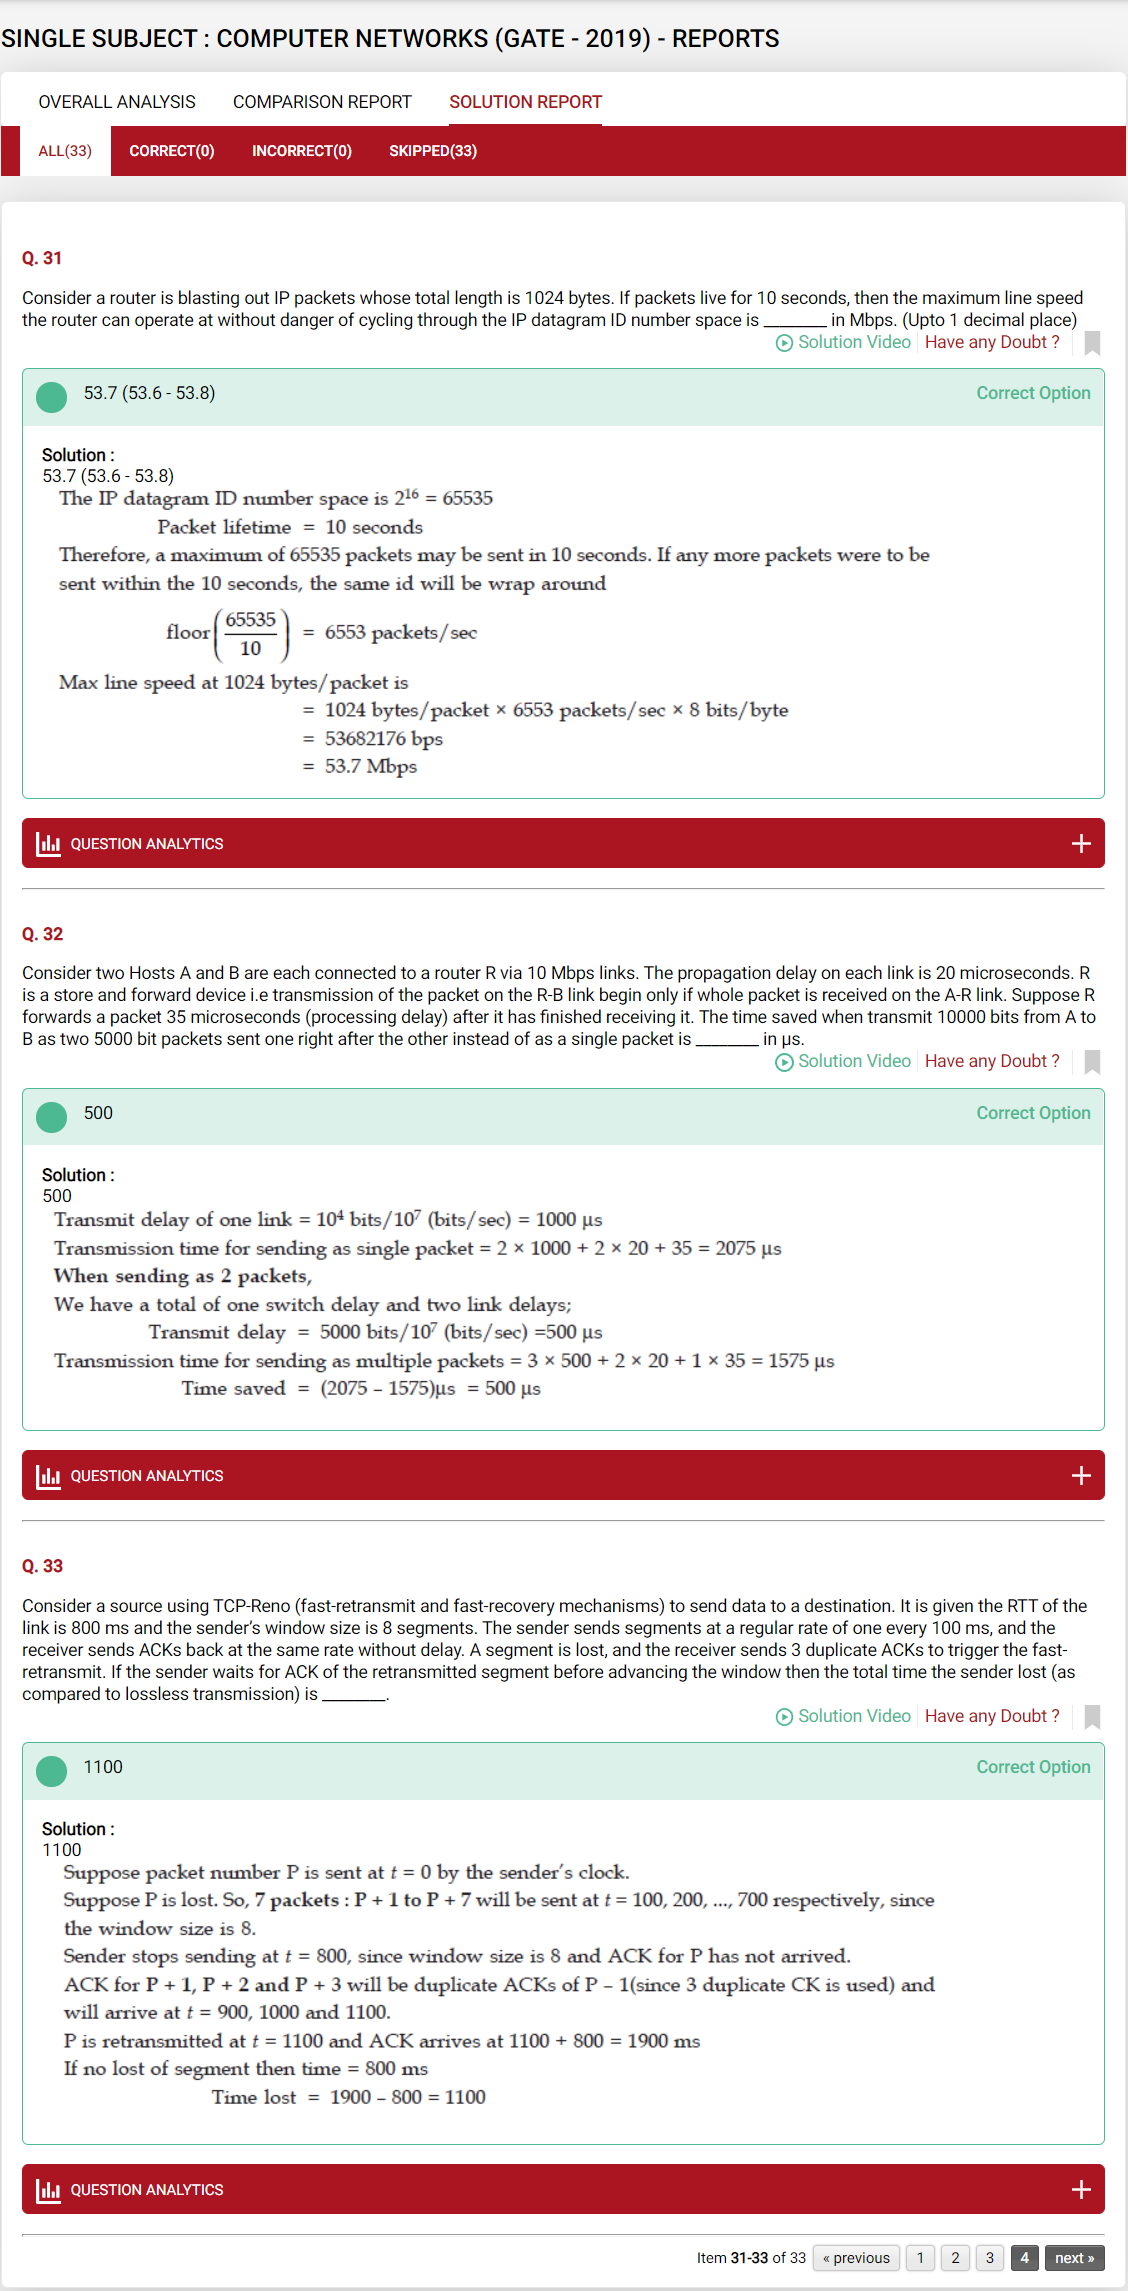 SINGLE SUBJECT : COMPUTER NETWORKS (GATE - 2019) - REPORTS
OVERALL ANALYSIS COMPARISON REPORT SOLUTION REPORT
ALL(33) CORRECT(0) INCORRECT(0) SKIPPED(33)
Q. 31
Consider a router is blasting out IP packets whose total length is 1024 bytes. If packets live for 10 seconds, then the maximum line speed
the router can operate at without danger of cycling through the IP datagram ID number space is ________ in Mbps. (Upto 1 decimal place)
Solution Video Have any Doubt ?
53.7 (53.6 - 53.8) Correct Option
Solution :
53.7 (53.6 - 53.8)
The IP datagram ID number space is 2¹⁶ = 65535
Packet lifetime = 10 seconds
Therefore, a maximum of 65535 packets may be sent in 10 seconds. If any more packets were to be
sent within the 10 seconds, the same id will be wrap around
floor(65535/10) = 6553 packets/sec
Max line speed at 1024 bytes/packet is
= 1024 bytes/packet × 6553 packets/sec × 8 bits/byte
= 53682176 bps
= 53.7 Mbps
QUESTION ANALYTICS +
Q. 32
Consider two Hosts A and B are each connected to a router R via 10 Mbps links. The propagation delay on each link is 20 microseconds. R
is a store and forward device i.e transmission of the packet on the R-B link begin only if whole packet is received on the A-R link. Suppose R
forwards a packet 35 microseconds (processing delay) after it has finished receiving it. The time saved when transmit 10000 bits from A to
B as two 5000 bit packets sent one right after the other instead of as a single packet is ________ in μs.
Solution Video Have any Doubt ?
500 Correct Option
Solution :
500
Transmit delay of one link = 10⁴ bits/10⁷ (bits/sec) = 1000 μs
Transmission time for sending as single packet = 2 × 1000 + 2 × 20 + 35 = 2075 μs
When sending as 2 packets,
We have a total of one switch delay and two link delays;
Transmit delay = 5000 bits/10⁷ (bits/sec) =500 μs
Transmission time for sending as multiple packets = 3 × 500 + 2 × 20 + 1 × 35 = 1575 μs
Time saved = (2075 – 1575)μs = 500 μs
QUESTION ANALYTICS +
Q. 33
Consider a source using TCP-Reno (fast-retransmit and fast-recovery mechanisms) to send data to a destination. It is given the RTT of the
link is 800 ms and the sender's window size is 8 segments. The sender sends segments at a regular rate of one every 100 ms, and the
receiver sends ACKs back at the same rate without delay. A segment is lost, and the receiver sends 3 duplicate ACKs to trigger the fast-
retransmit. If the sender waits for ACK of the retransmitted segment before advancing the window then the total time the sender lost (as
compared to lossless transmission) is ________.
Solution Video Have any Doubt ?
1100 Correct Option
Solution :
1100
Suppose packet number P is sent at t = 0 by the sender's clock.
Suppose P is lost. So, 7 packets : P + 1 to P + 7 will be sent at t = 100, 200, ..., 700 respectively, since
the window size is 8.
Sender stops sending at t = 800, since window size is 8 and ACK for P has not arrived.
ACK for P + 1, P + 2 and P + 3 will be duplicate ACKs of P – 1(since 3 duplicate CK is used) and
will arrive at t = 900, 1000 and 1100.
P is retransmitted at t = 1100 and ACK arrives at 1100 + 800 = 1900 ms
If no lost of segment then time = 800 ms
Time lost = 1900 – 800 = 1100
QUESTION ANALYTICS +
Item 31-33 of 33 « previous 1 2 3 4 next »